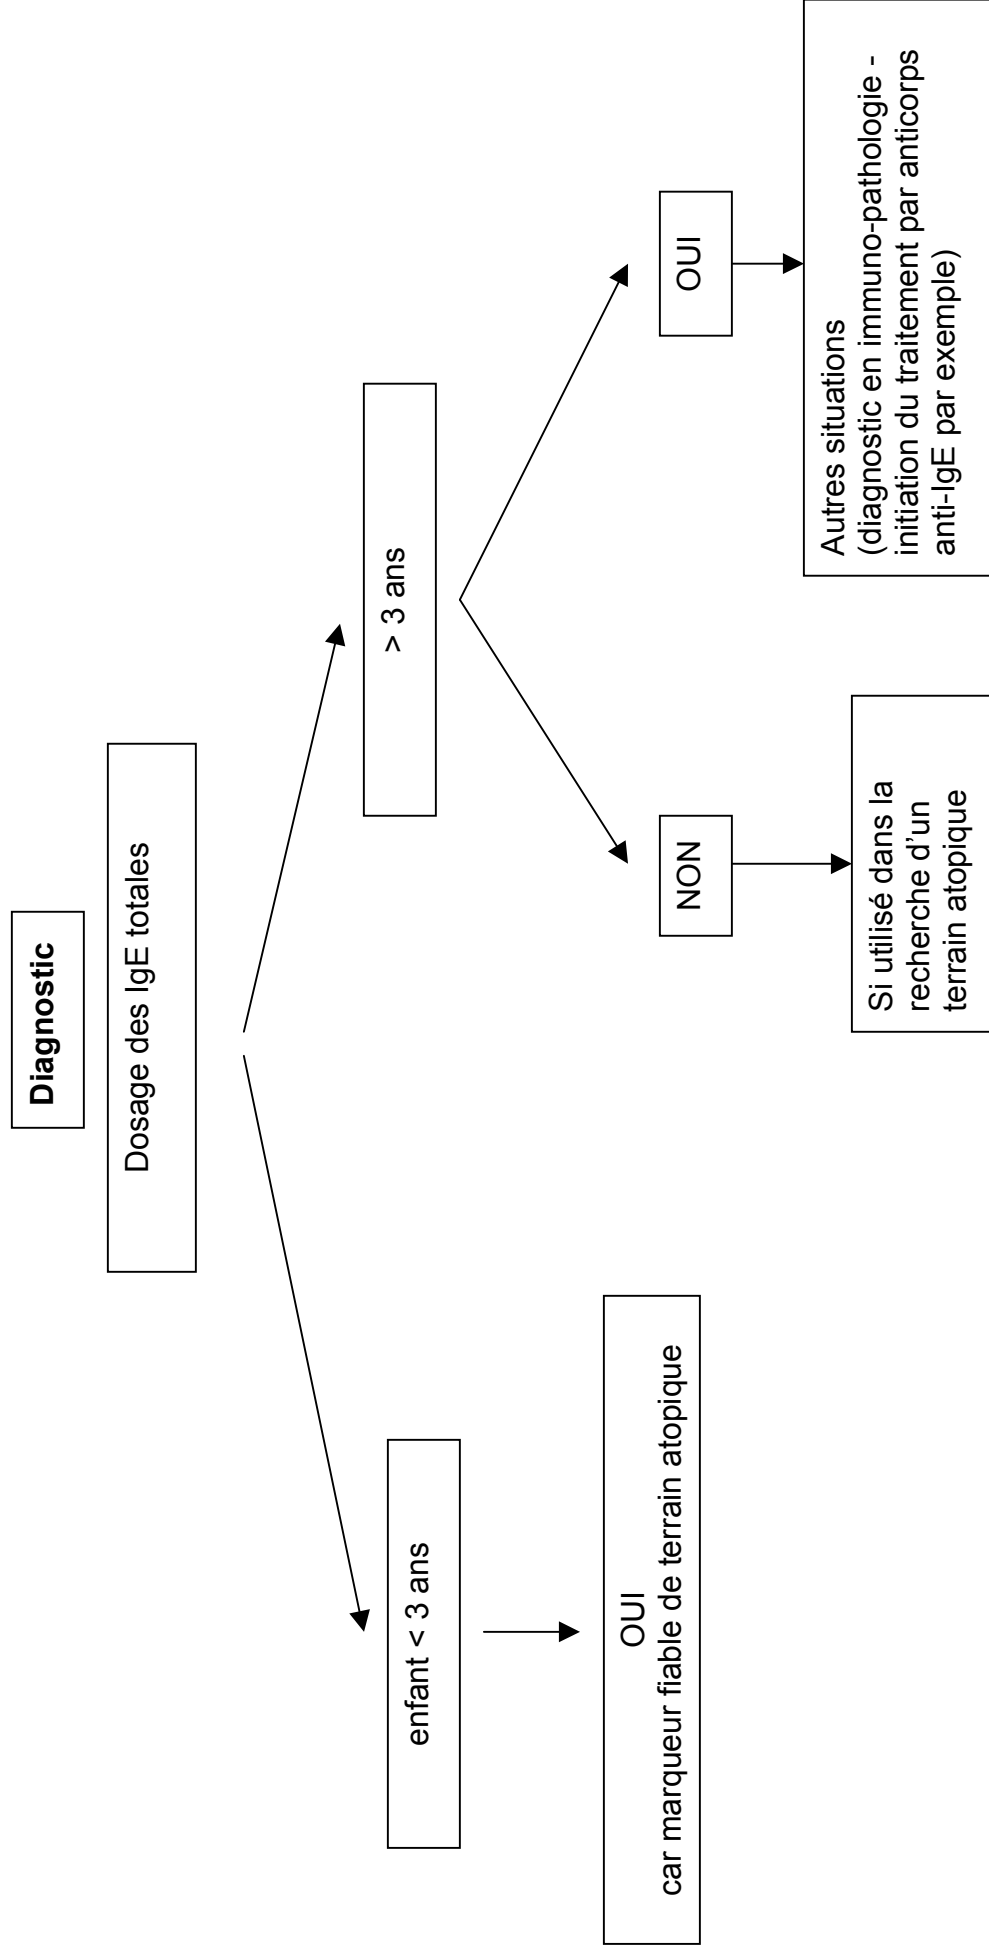 Diagnostic
Dosage des IgE totales
enfant < 3 ans
> 3 ans
OUI
car marqueur fiable de terrain atopique
NON
OUI
Si utilisé dans la
recherche d’un
terrain atopique
Autres situations
(diagnostic en immuno-pathologie -
initiation du traitement par anticorps
anti-IgE par exemple)